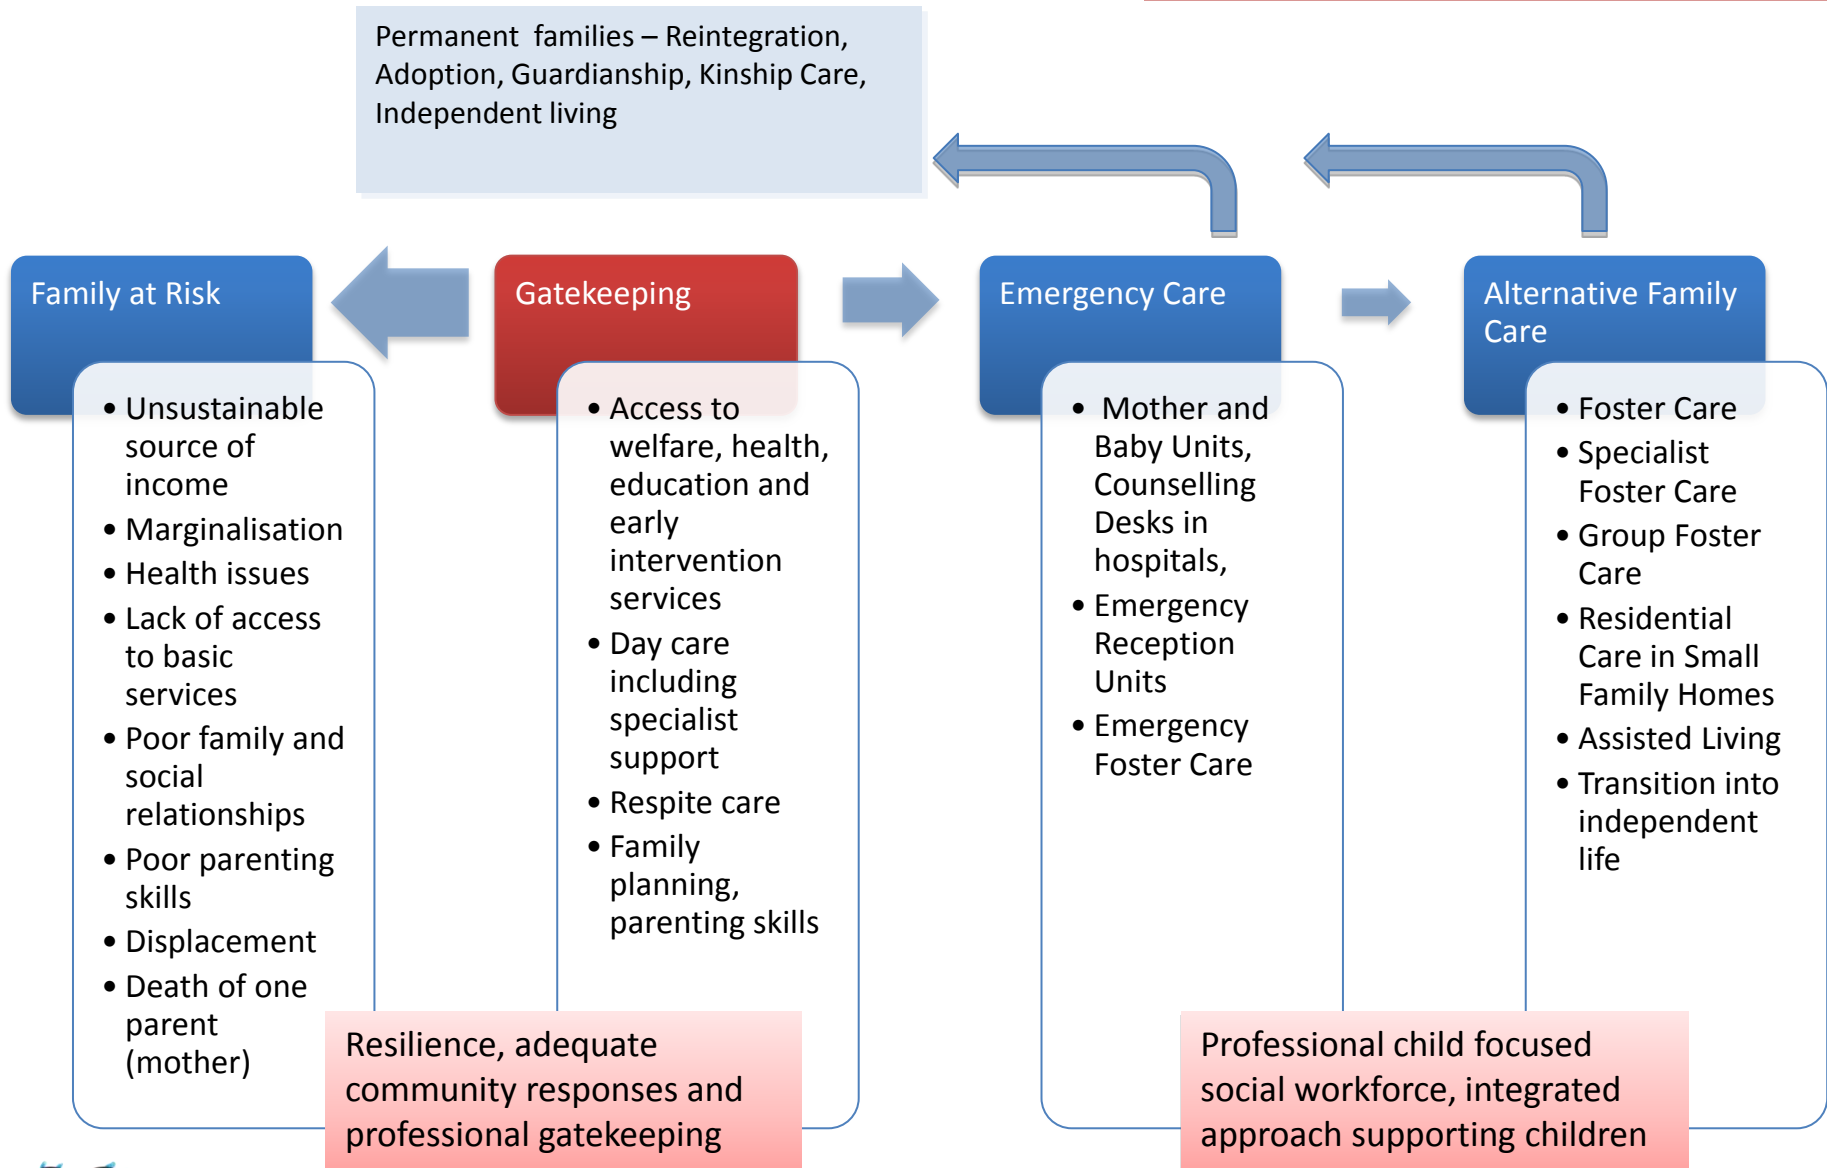 Permanent families – Reintegration,
Adoption, Guardianship, Kinship Care,
Independent living
Family at Risk
• Unsustainable
source of
income
• Marginalisation
• Health issues
• Lack of access
to basic
services
• Poor family and
social
relationships
• Poor parenting
skills
• Displacement
• Death of one
parent
(mother)
Gatekeeping
• Access to
welfare, health,
education and
early
intervention
services
• Day care
including
specialist
support
• Respite care
• Family
planning,
parenting skills
Emergency Care
• Mother and
Baby Units,
Counselling
Desks in
hospitals,
• Emergency
Reception
Units
• Emergency
Foster Care
Alternative Family
Care
• Foster Care
• Specialist
Foster Care
• Group Foster
Care
• Residential
Care in Small
Family Homes
• Assisted Living
• Transition into
independent
life
Resilience, adequate
community responses and
professional gatekeeping
Professional child focused
social workforce, integrated
approach supporting children